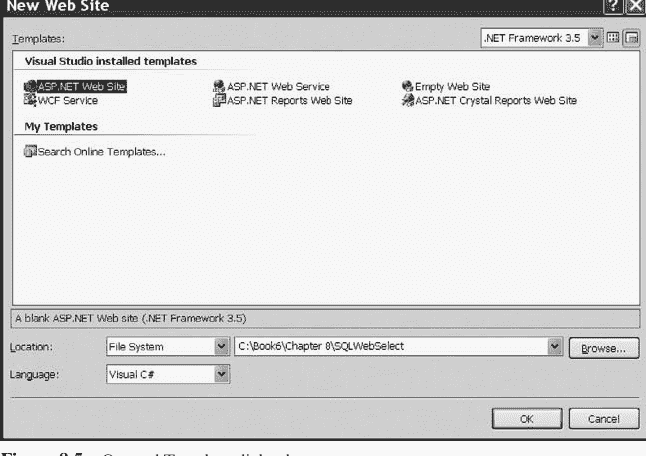 New Web Site
Templates:
.NET Framework 3.5
Visual Studio installed templates
ASP.NET Web Site
ASP.NET Web Service
Empty Web Site
WCF Service
ASP.NET Reports Web Site
ASP.NET Crystal Reports Web Site
My Templates
Search Online Templates...
A blank ASP.NET Web site (.NET Framework 3.5)
Location:
File System
C:\Book6\Chapter 8\SQLWebSelect
Browse...
Language:
Visual C#
OK
Cancel